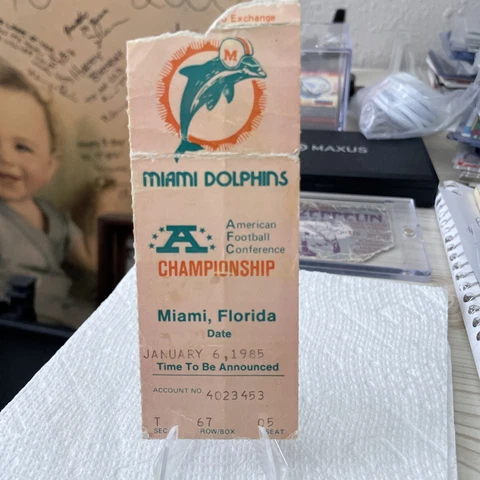 Exchange
M
MIAMI DOLPHINS
A
American
Football
Conference
CHAMPIONSHIP
Miami, Florida
Date
JANUARY 6,1985
Time To Be Announced
ACCOUNT NO. 4023453
T 67 05
SEC ROW/BOX SEAT
MAXUS
ZEPPELIN